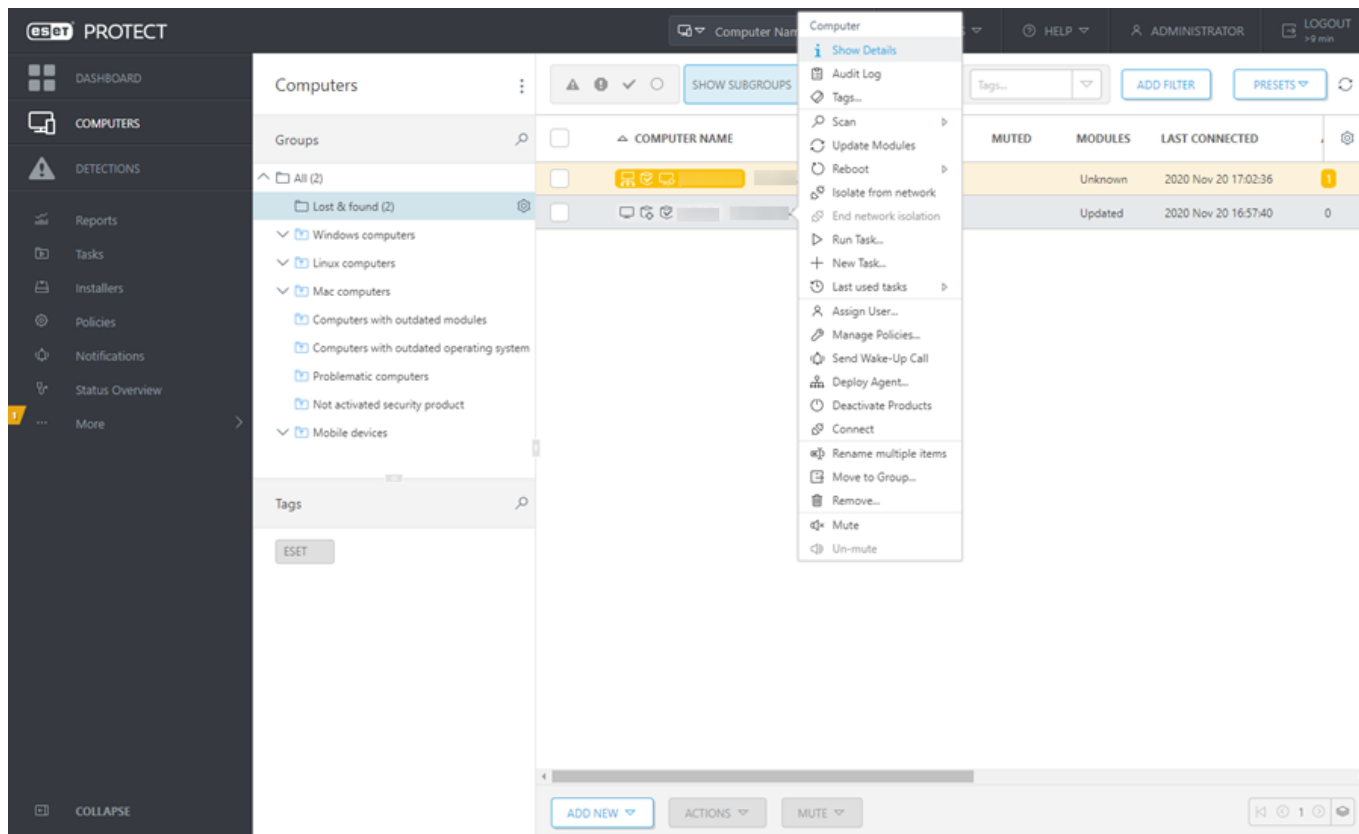 eset PROTECT
Computer Nam
HELP
ADMINISTRATOR
LOGOUT
>9 min
DASHBOARD
COMPUTERS
DETECTIONS
Reports
Tasks
Installers
Policies
Notifications
Status Overview
1
More
COLLAPSE
Computers
Groups
All (2)
Lost & found (2)
Windows computers
Linux computers
Mac computers
Computers with outdated modules
Computers with outdated operating system
Problematic computers
Not activated security product
Mobile devices
Tags
ESET
SHOW SUBGROUPS
Tags...
ADD FILTER
PRESETS
COMPUTER NAME
MUTED
MODULES
LAST CONNECTED
Unknown
2020 Nov 20 17:02:36
1
Updated
2020 Nov 20 16:57:40
0
Computer
Show Details
Audit Log
Tags...
Scan
Update Modules
Reboot
Isolate from network
End network isolation
Run Task...
New Task...
Last used tasks
Assign User...
Manage Policies...
Send Wake-Up Call
Deploy Agent...
Deactivate Products
Connect
Rename multiple items
Move to Group...
Remove...
Mute
Un-mute
ADD NEW
ACTIONS
MUTE
1